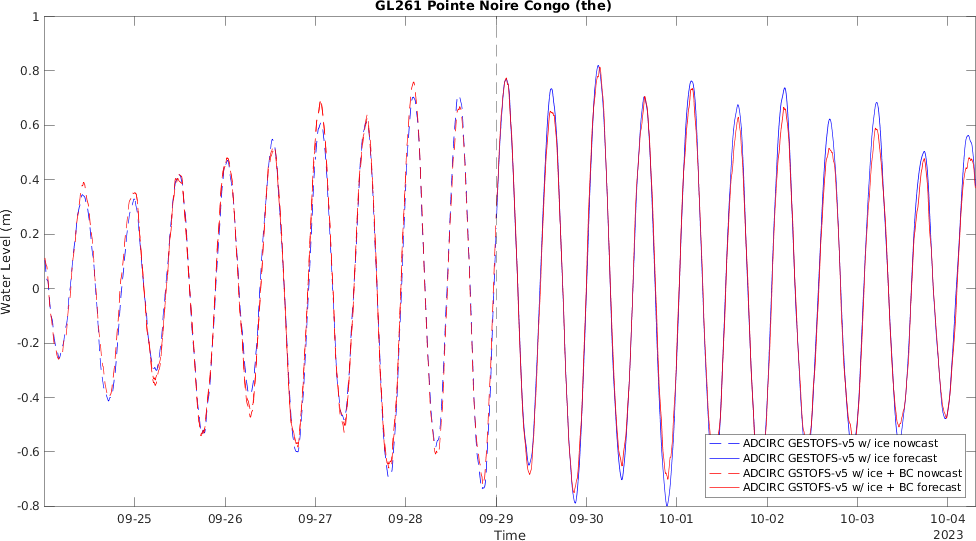 GL261 Pointe Noire Congo (the)
1
0.8
0.6
0.4
0.2
0
-0.2
-0.4
-0.6
-0.8
Water Level (m)
ADCIRC GESTOFS-v5 w/ ice nowcast
ADCIRC GESTOFS-v5 w/ ice forecast
ADCIRC GSTOFS-v5 w/ ice + BC nowcast
ADCIRC GSTOFS-v5 w/ ice + BC forecast
09-25 09-26 09-27 09-28 09-29 09-30 10-01 10-02 10-03 10-04
Time
2023